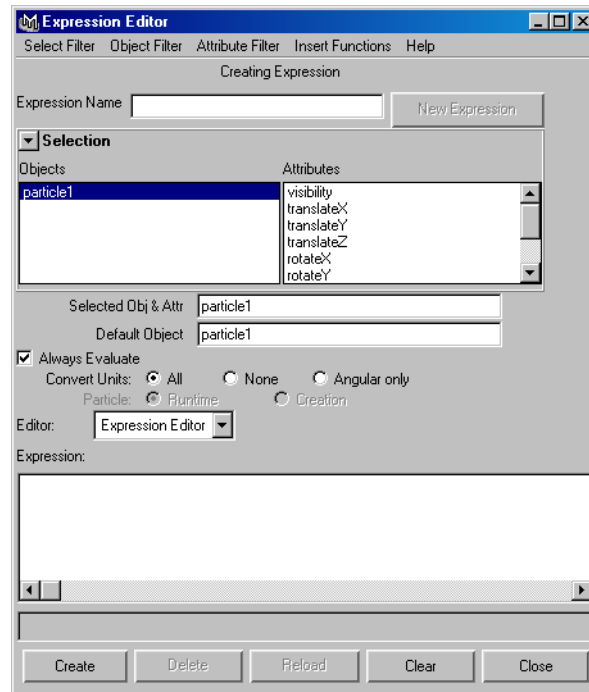 Expression Editor
Select Filter Object Filter Attribute Filter Insert Functions Help
Creating Expression
Expression Name
New Expression
Selection
Objects Attributes
particle1 visibility
translateX
translateY
translateZ
rotateX
rotateY
Selected Obj & Attr particle1
Default Object particle1
Always Evaluate
Convert Units: All None Angular only
Particle: Runtime Creation
Editor: Expression Editor
Expression:
Create Delete Reload Clear Close